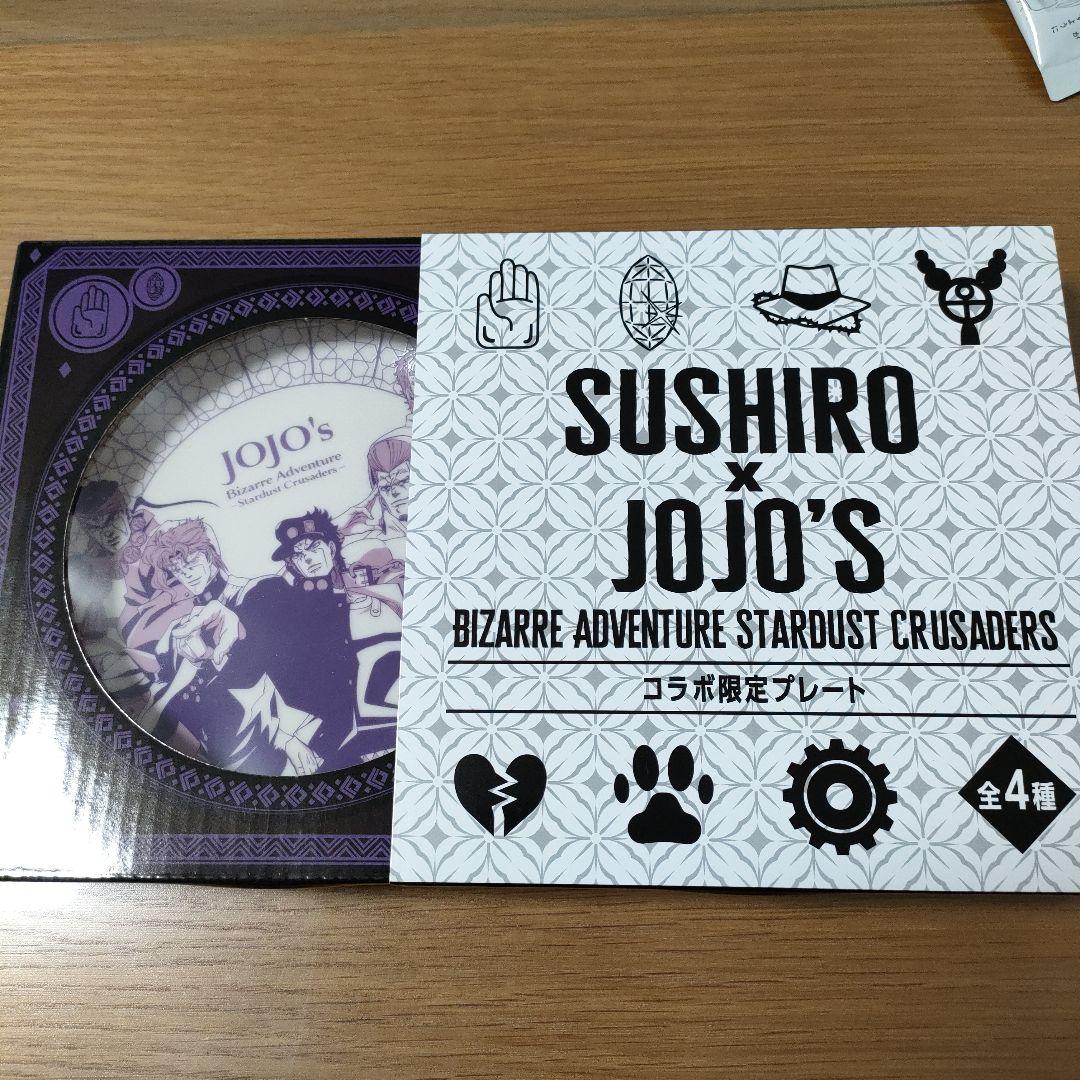 JOJO's
Bizarre Adventure
-Stardust Crusaders-
SUSHIRO
x
JOJO'S
BIZARRE ADVENTURE STARDUST CRUSADERS
コラボ限定プレート
全4種